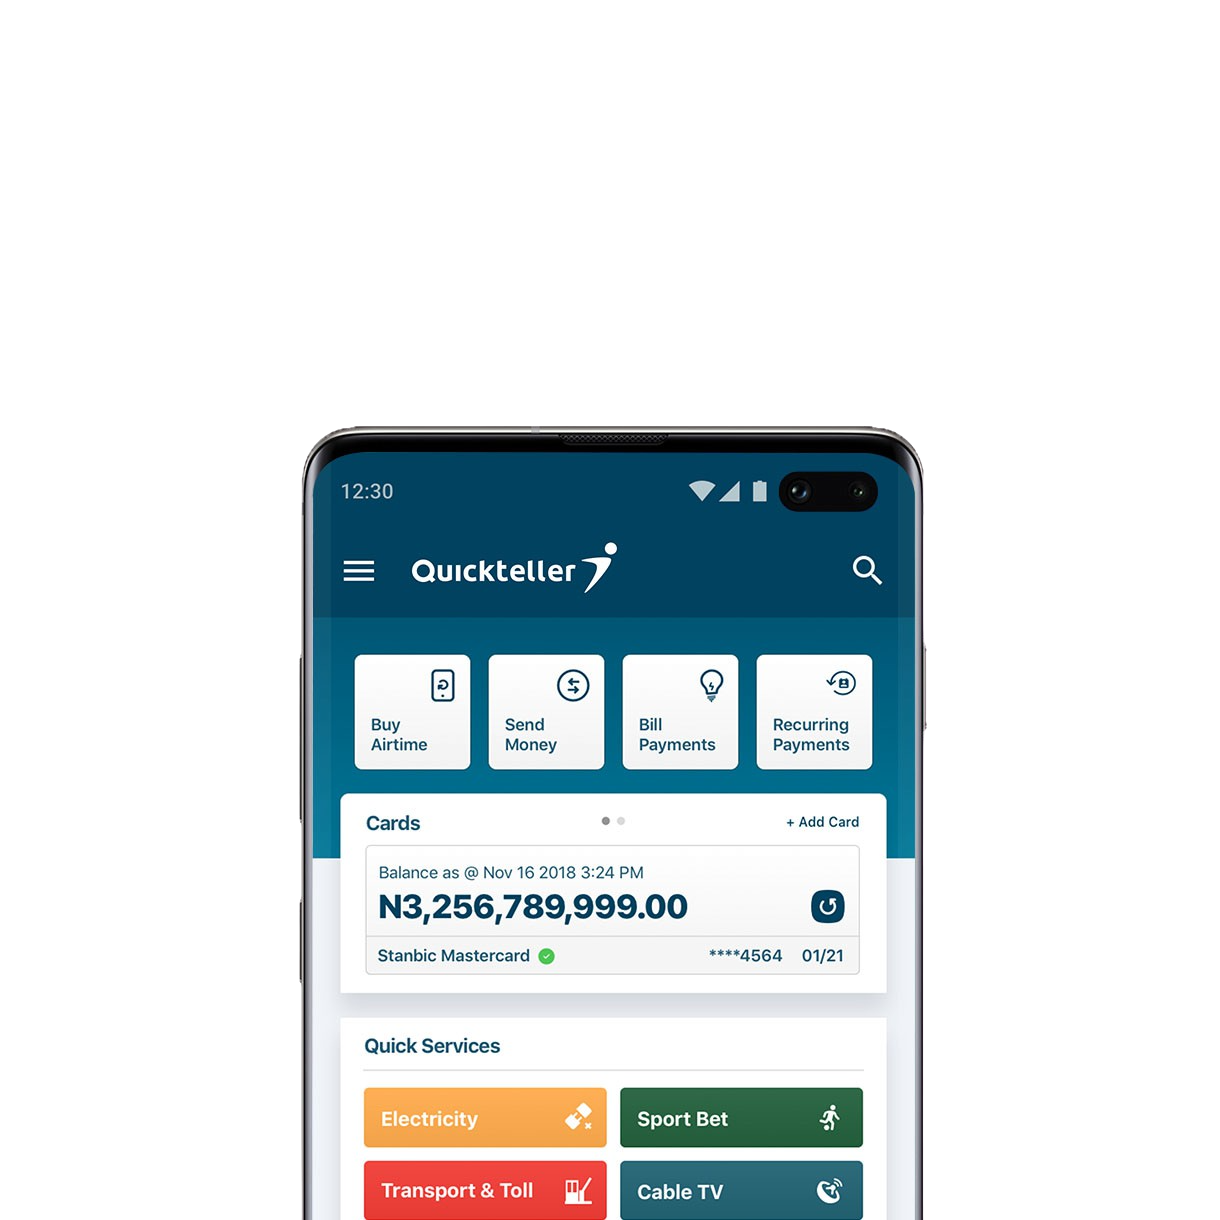 12:30
Quickteller
Buy
Airtime
Send
Money
Bill
Payments
Recurring
Payments
Cards
+ Add Card
Balance as @ Nov 16 2018 3:24 PM
N3,256,789,999.00
Stanbic Mastercard
****4564 01/21
Quick Services
Electricity
Sport Bet
Transport & Toll
Cable TV